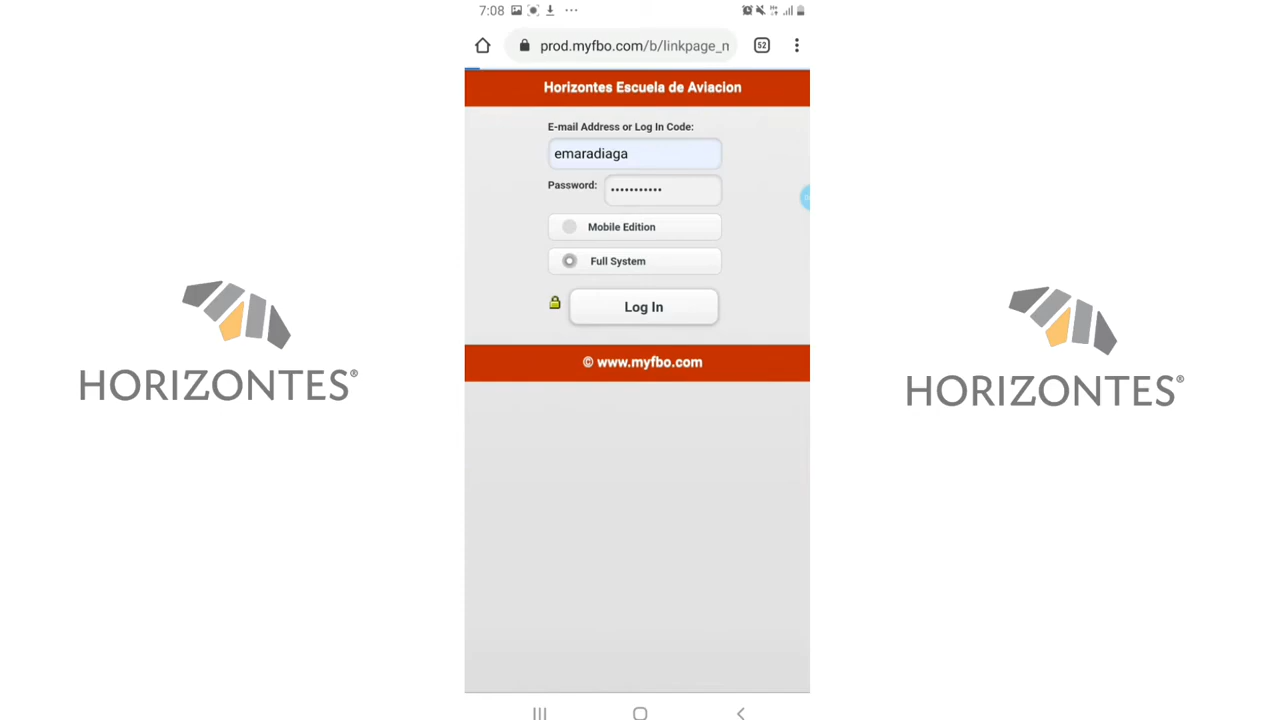 7:08
prod.myfbo.com/b/linkpage_n
52
Horizontes Escuela de Aviacion
E-mail Address or Log In Code:
emaradiaga
Password: •••••••••••
Mobile Edition
Full System
Log In
© www.myfbo.com
HORIZONTES®
HORIZONTES®